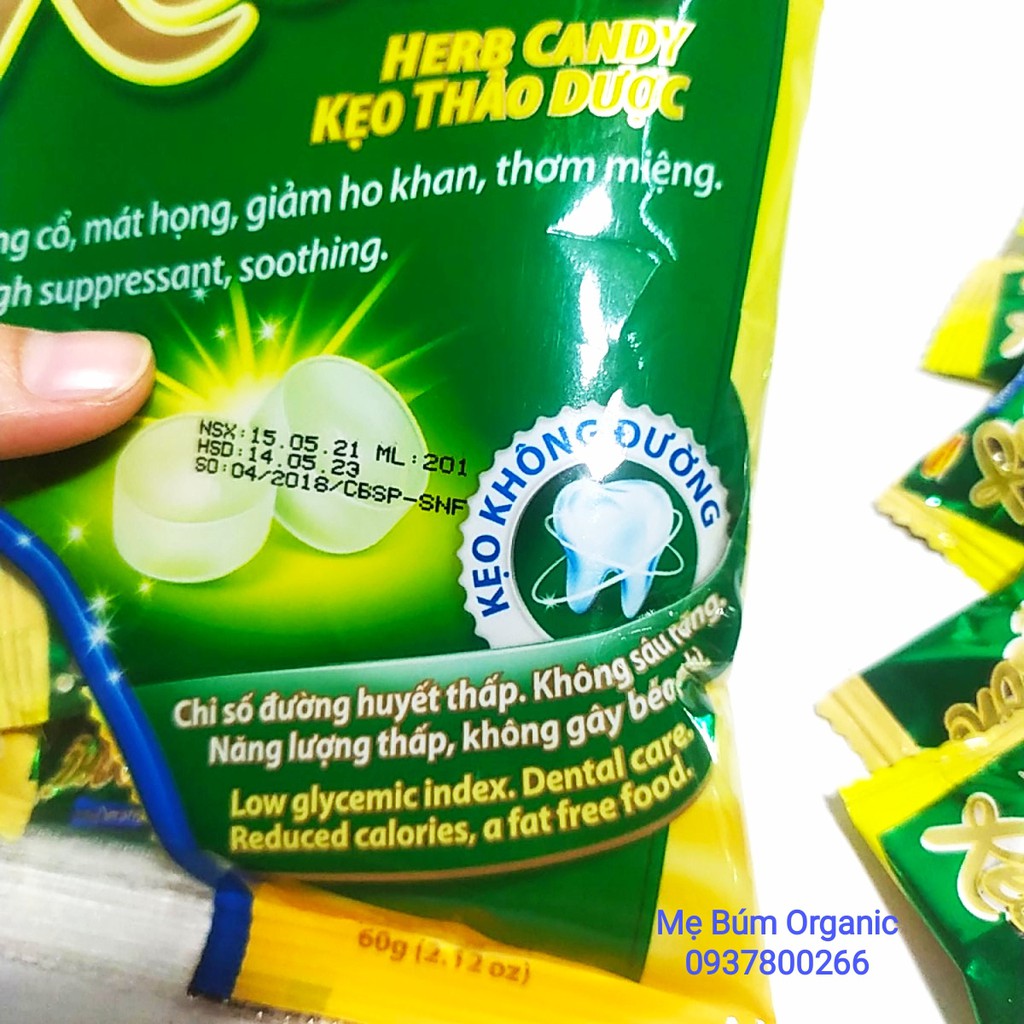 HERB CANDY
KẸO THẢO DƯỢC
cổ, mát họng, giảm ho khan, thơm miệng.
suppressant, soothing.
NSX:15.05.21 ML:201
HSD:14.05.23
SO:04/2018/CBSP-SNF
KẸO KHÔNG ĐƯỜNG
Chỉ số đường huyết thấp. Không sâu răng.
Năng lượng thấp, không gây béo
Low glycemic index. Dental care.
Reduced calories, a fat free food.
60g (2.12 oz)
Mẹ Búm Organic
0937800266